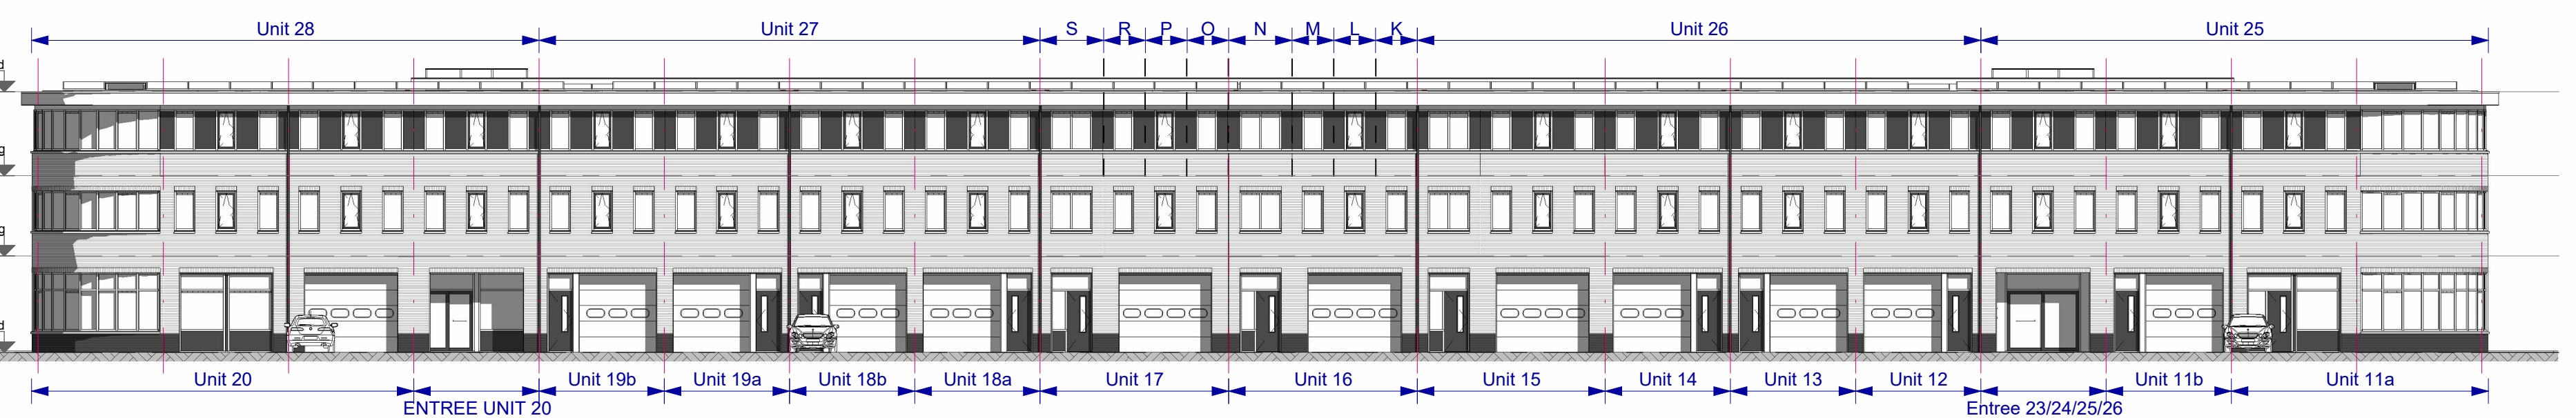 Unit 28 Unit 27 S R P O N M L K Unit 26 Unit 25
d
g
g
d
Unit 20 Unit 19b Unit 19a Unit 18b Unit 18a Unit 17 Unit 16 Unit 15 Unit 14 Unit 13 Unit 12 Unit 11b Unit 11a
ENTREE UNIT 20 Entree 23/24/25/26